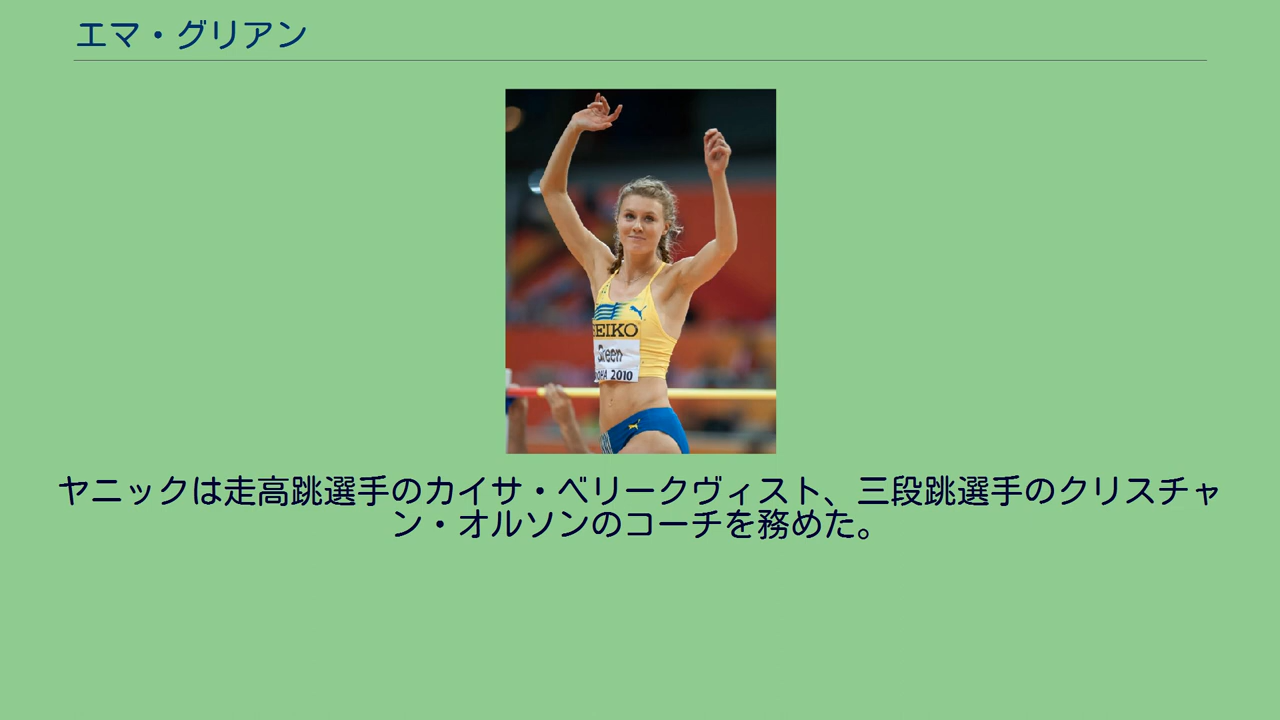 エマ・グリアン
SEIKO
Green
DOHA 2010
ヤニックは走高跳選手のカイサ・ベリークヴィスト、三段跳選手のクリスチャ
ン・オルソンのコーチを務めた。